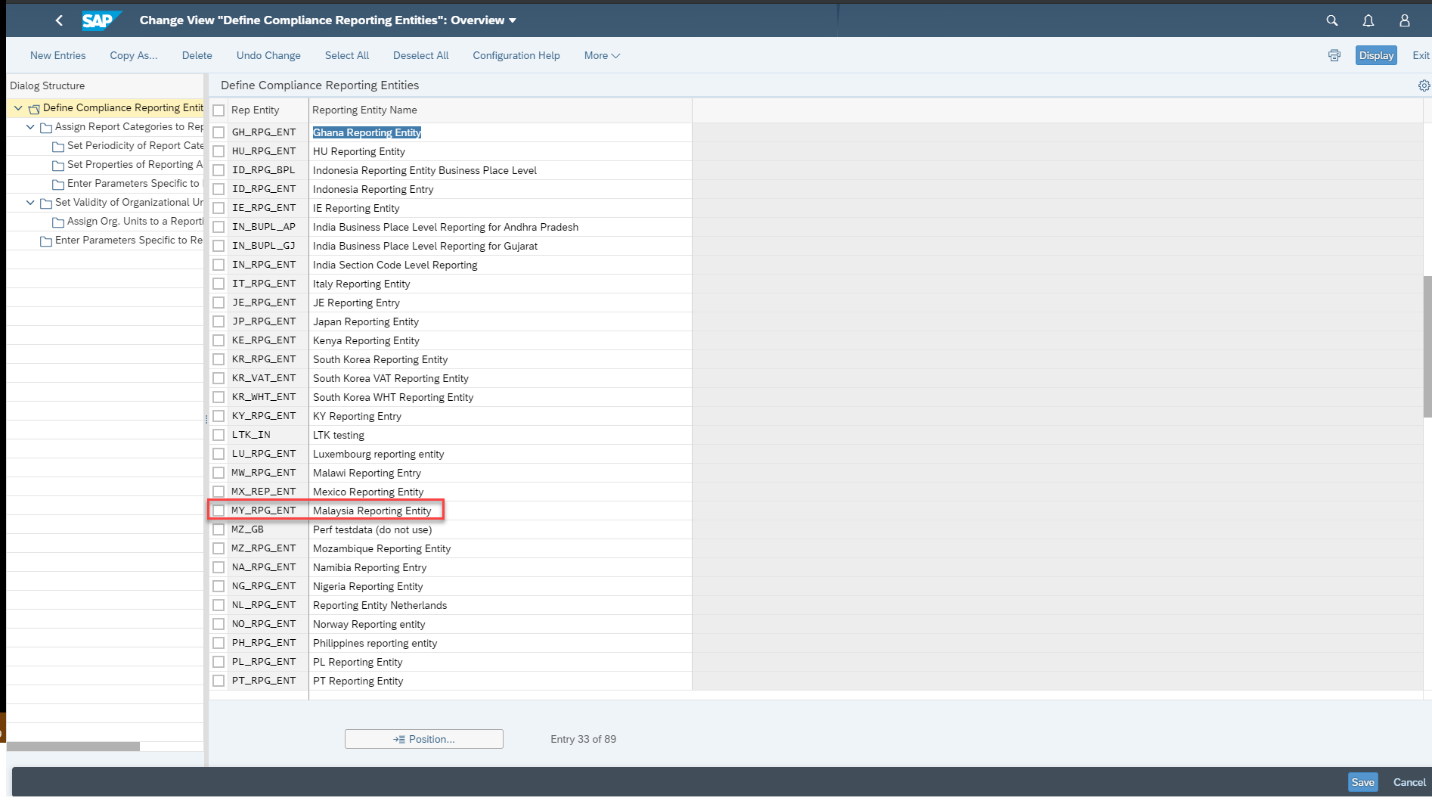 SAP Change View "Define Compliance Reporting Entities": Overview
New Entries Copy As... Delete Undo Change Select All Deselect All Configuration Help More Display Exit
Dialog Structure
Define Compliance Reporting Entit
Assign Report Categories to Rep
Set Periodicity of Report Cate
Set Properties of Reporting A
Enter Parameters Specific to
Set Validity of Organizational Ur
Assign Org. Units to a Reporti
Enter Parameters Specific to Re
Define Compliance Reporting Entities
Rep Entity Reporting Entity Name
GH_RPG_ENT Ghana Reporting Entity
HU_RPG_ENT HU Reporting Entity
ID_RPG_BPL Indonesia Reporting Entity Business Place Level
ID_RPG_ENT Indonesia Reporting Entry
IE_RPG_ENT IE Reporting Entity
IN_BUPL_AP India Business Place Level Reporting for Andhra Pradesh
IN_BUPL_GJ India Business Place Level Reporting for Gujarat
IN_RPG_ENT India Section Code Level Reporting
IT_RPG_ENT Italy Reporting Entity
JE_RPG_ENT JE Reporting Entry
JP_RPG_ENT Japan Reporting Entity
KE_RPG_ENT Kenya Reporting Entity
KR_RPG_ENT South Korea Reporting Entity
KR_VAT_ENT South Korea VAT Reporting Entity
KR_WHT_ENT South Korea WHT Reporting Entity
KY_RPG_ENT KY Reporting Entry
LTK_IN LTK testing
LU_RPG_ENT Luxembourg reporting entity
MW_RPG_ENT Malawi Reporting Entry
MX_REP_ENT Mexico Reporting Entity
MY_RPG_ENT Malaysia Reporting Entity
MZ_GB Perf testdata (do not use)
MZ_RPG_ENT Mozambique Reporting Entity
NA_RPG_ENT Namibia Reporting Entry
NG_RPG_ENT Nigeria Reporting Entity
NL_RPG_ENT Reporting Entity Netherlands
NO_RPG_ENT Norway Reporting entity
PH_RPG_ENT Philippines reporting entity
PL_RPG_ENT PL Reporting Entity
PT_RPG_ENT PT Reporting Entity
Position... Entry 33 of 89
Save Cancel